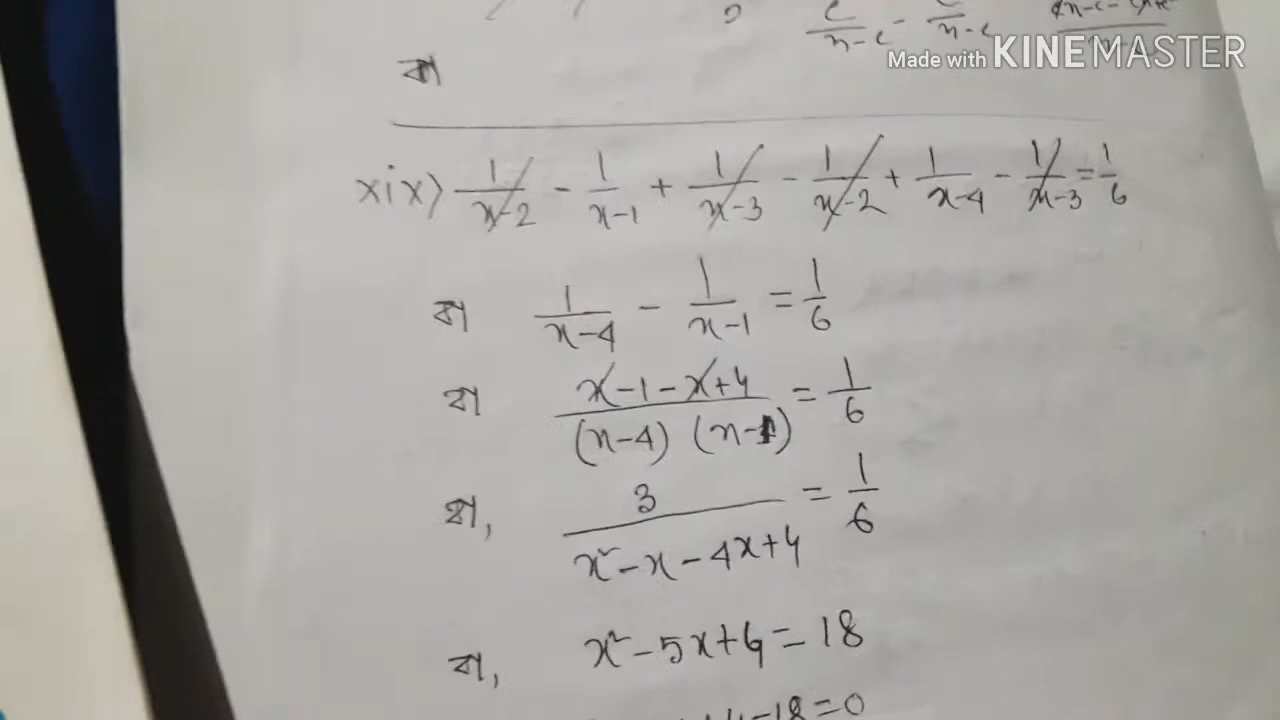 Made with KINEMASTER
বা
xix) 1/(x-2) - 1/(x-1) + 1/(x-3) - 1/(x-2) + 1/(x-4) - 1/(x-3) = 1/6
বা 1/(x-4) - 1/(x-1) = 1/6
বা (x-1-x+4)/((x-4) (x-1)) = 1/6
বা, 3/(x²-x-4x+4) = 1/6
বা, x²-5x+4=18
-18=0